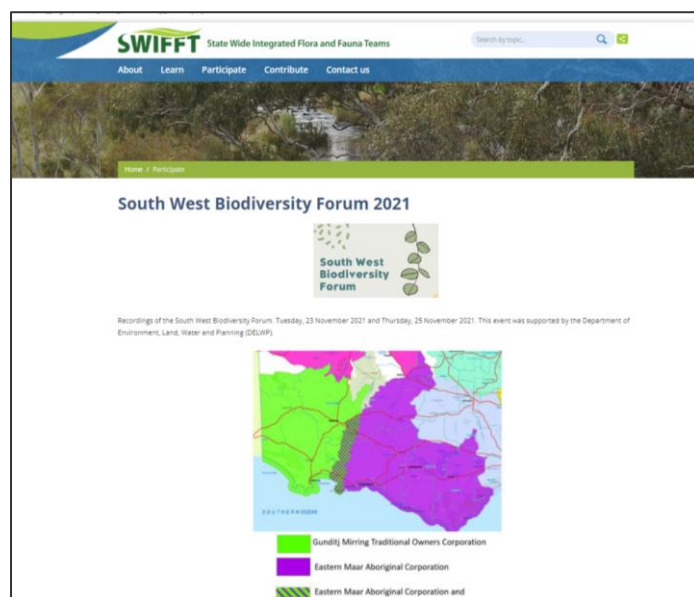 SWIFFT State Wide Integrated Flora and Fauna Teams
Search by topic...
About Learn Participate Contribute Contact us
Home / Participate
South West Biodiversity Forum 2021
South West
Biodiversity
Forum
Recordings of the South West Biodiversity Forum, Tuesday, 23 November 2021 and Thursday, 25 November 2021. This event was supported by the Department of
Environment, Land, Water and Planning (DELWP).
Gunditj Mirring Traditional Owners Corporation
Eastern Maar Aboriginal Corporation
Eastern Maar Aboriginal Corporation and